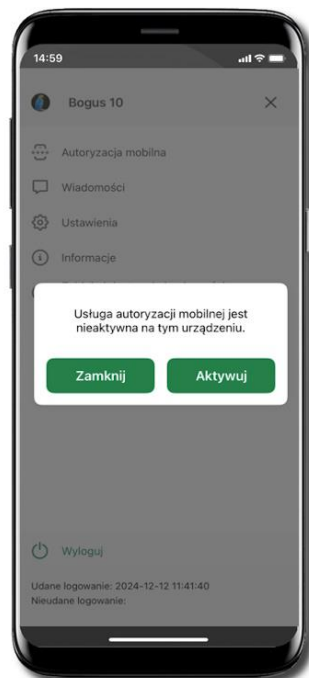 14:59
Bogus 10
Autoryzacja mobilna
Wiadomości
Ustawienia
Informacje
Usługa autoryzacji mobilnej jest
nieaktywna na tym urządzeniu.
Zamknij Aktywuj
Wyloguj
Udane logowanie: 2024-12-12 11:41:40
Nieudane logowanie: